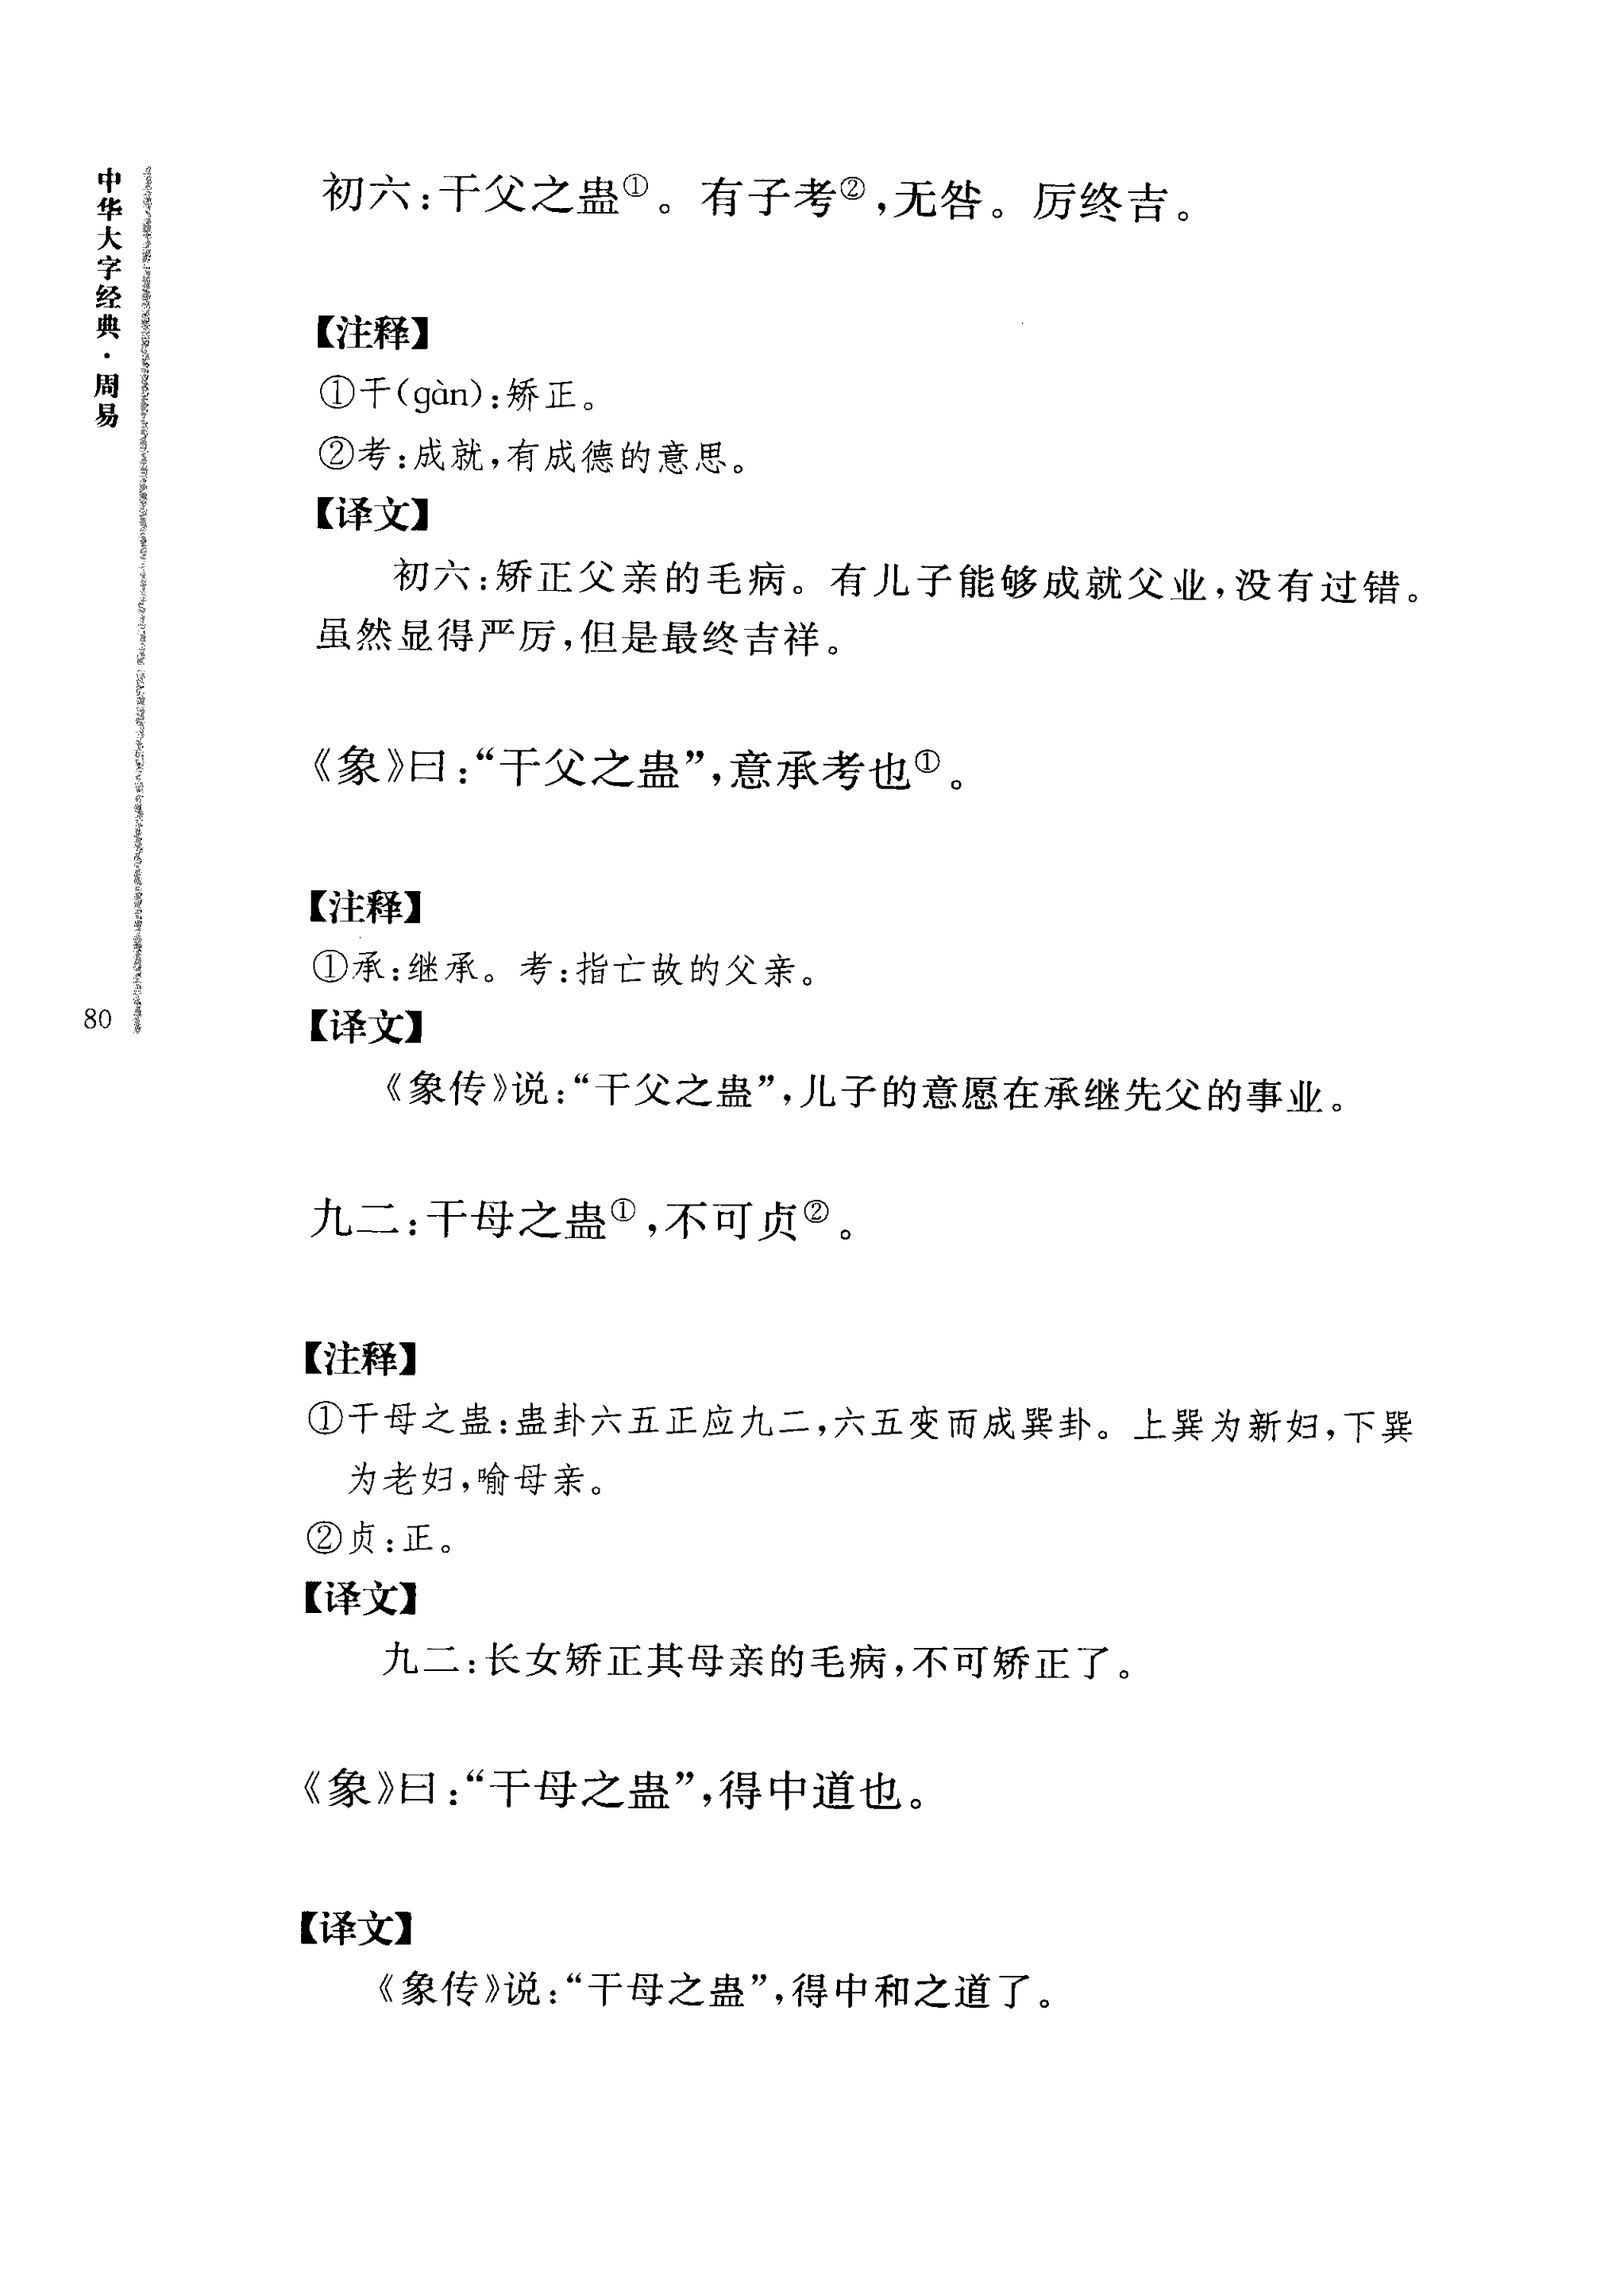 中华大字经典·周易
80
初六:干父之蛊①。有子考②,无咎。厉终吉。
【注释】
①干(gàn):矫正。
②考:成就,有成德的意思。
【译文】
初六:矫正父亲的毛病。有儿子能够成就父业,没有过错。
虽然显得严厉,但是最终吉祥。
《象》曰:“干父之蛊”,意承考也①。
【注释】
①承:继承。考:指亡故的父亲。
【译文】
《象传》说:“干父之蛊”,儿子的意愿在承继先父的事业。
九二:干母之蛊①,不可贞②。
【注释】
①干母之蛊:蛊卦六五正应九二,六五变而成巽卦。上巽为新妇,下巽
为老妇,喻母亲。
②贞:正。
【译文】
九二:长女矫正其母亲的毛病,不可矫正了。
《象》曰:“干母之蛊”,得中道也。
【译文】
《象传》说:“干母之蛊”,得中和之道了。